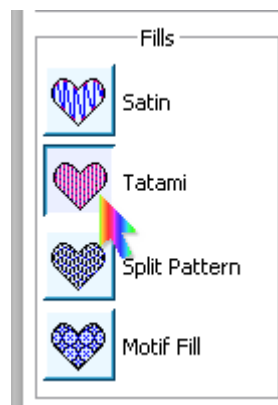 Fills
Satin
Tatami
Split Pattern
Motif Fill